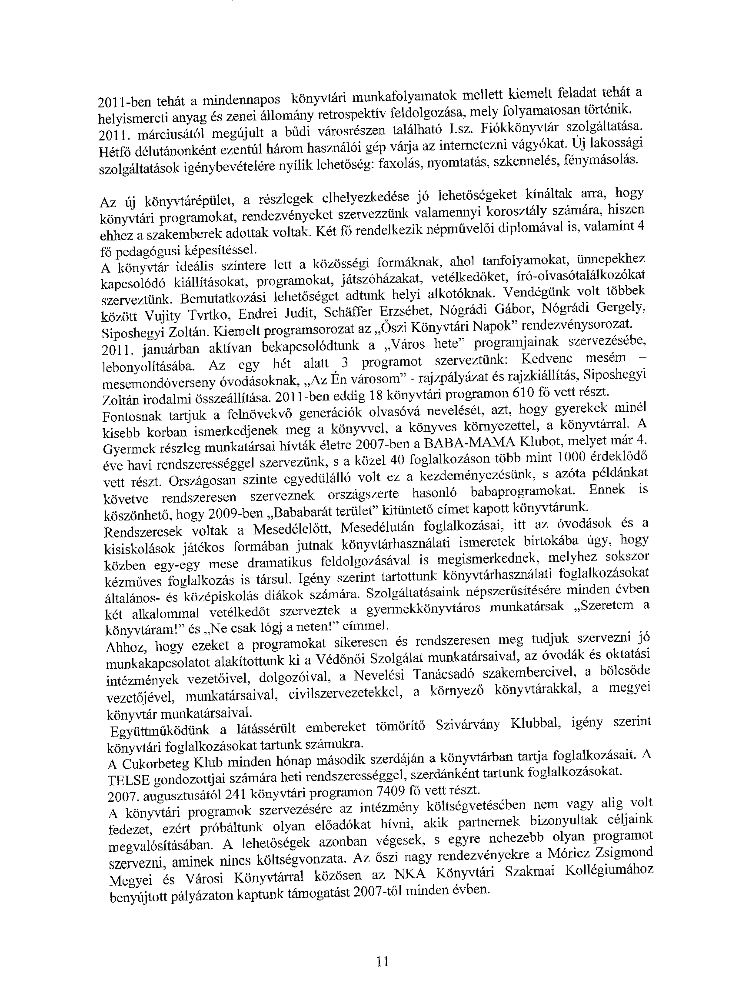 2011-ben tehát a mindennapos könyvtári munkafolyamatok mellett kiemelt feladat tehát a
helyismereti anyag és zenei állomány retrospektív feldolgozása, mely folyamatosan történik.
2011. márciusától megújult a bűdi városrészen található I.sz. Fiókkönyvtár szolgáltatása.
Hétfő délutánonként ezentúl három használói gép várja az internetezni vágyókat. Új lakossági
szolgáltatások igénybevételére nyílik lehetőség: faxolás, nyomtatás, szkennelés, fénymásolás.
Az új könyvtárépület, a részlegek elhelyezkedése jó lehetőségeket kínáltak arra, hogy
könyvtári programokat, rendezvényeket szervezzünk valamennyi korosztály számára, hiszen
ehhez a szakemberek adottak voltak. Két fő rendelkezik népművelői diplomával is, valamint 4
fő pedagógusi képesítéssel.
A könyvtár ideális színtere lett a közösségi formáknak, ahol tanfolyamokat, ünnepekhez
kapcsolódó kiállításokat, programokat, játszóházakat, vetélkedőket, író-olvasótalálkozókat
szerveztünk. Bemutatkozási lehetőséget adtunk helyi alkotóknak. Vendégünk volt többek
között Vujity Tvrtko, Endrei Judit, Schäffer Erzsébet, Nógrádi Gábor, Nógrádi Gergely,
Siposhegyi Zoltán. Kiemelt programsorozat az „Őszi Könyvtári Napok” rendezvénysorozat.
2011. januárban aktívan bekapcsolódtunk a „Város hete” programjainak szervezésébe,
lebonyolításába. Az egy hét alatt 3 programot szerveztünk: Kedvenc mesém –
mesemondóverseny óvodásoknak, „Az Én városom” - rajzpályázat és rajzkiállítás, Siposhegyi
Zoltán irodalmi összeállítása. 2011-ben eddig 18 könyvtári programon 610 fő vett részt.
Fontosnak tartjuk a felnövekvő generációk olvasóvá nevelését, azt, hogy gyerekek minél
kisebb korban ismerkedjenek meg a könyvvel, a könyves környezettel, a könyvtárral. A
Gyermek részleg munkatársai hívták életre 2007-ben a BABA-MAMA Klubot, melyet már 4.
éve havi rendszerességgel szervezünk, s a közel 40 foglalkozáson több mint 1000 érdeklődő
vett részt. Országosan szinte egyedülálló volt ez a kezdeményezésünk, s azóta példánkat
követve rendszeresen szerveznek országszerte hasonló babaprogramokat. Ennek is
köszönhető, hogy 2009-ben „Bababarát terület” kitüntető címet kapott könyvtárunk.
Rendszeresek voltak a Mesedélelőtt, Mesedélután foglalkozásai, itt az óvodások és a
kisiskolások játékos formában jutnak könyvtárhasználati ismeretek birtokába úgy, hogy
közben egy-egy mese dramatikus feldolgozásával is megismerkednek, melyhez sokszor
kézműves foglalkozás is társul. Igény szerint tartottunk könyvtárhasználati foglalkozásokat
általános- és középiskolás diákok számára. Szolgáltatásaink népszerűsítésére minden évben
két alkalommal vetélkedőt szerveztek a gyermekkönyvtáros munkatársak „Szeretem a
könyvtáram!” és „Ne csak lógj a neten!” címmel.
Ahhoz, hogy ezeket a programokat sikeresen és rendszeresen meg tudjuk szervezni jó
munkakapcsolatot alakítottunk ki a Védőnői Szolgálat munkatársaival, az óvodák és oktatási
intézmények vezetőivel, dolgozóival, a Nevelési Tanácsadó szakembereivel, a bölcsőde
vezetőjével, munkatársaival, civilszervezetekkel, a környező könyvtárakkal, a megyei
könyvtár munkatársaival.
Együttműködünk a látássérült embereket tömörítő Szivárvány Klubbal, igény szerint
könyvtári foglalkozásokat tartunk számukra.
A Cukorbeteg Klub minden hónap második szerdáján a könyvtárban tartja foglalkozásait. A
TELSE gondozottjai számára heti rendszerességgel, szerdánként tartunk foglalkozásokat.
2007. augusztusától 241 könyvtári programon 7409 fő vett részt.
A könyvtári programok szervezésére az intézmény költségvetésében nem vagy alig volt
fedezet, ezért próbáltunk olyan előadókat hívni, akik partnernek bizonyultak céljaink
megvalósításában. A lehetőségek azonban végesek, s egyre nehezebb olyan programot
szervezni, aminek nincs költségvonzata. Az őszi nagy rendezvényekre a Móricz Zsigmond
Megyei és Városi Könyvtárral közösen az NKA Könyvtári Szakmai Kollégiumához
benyújtott pályázaton kaptunk támogatást 2007-től minden évben.
11